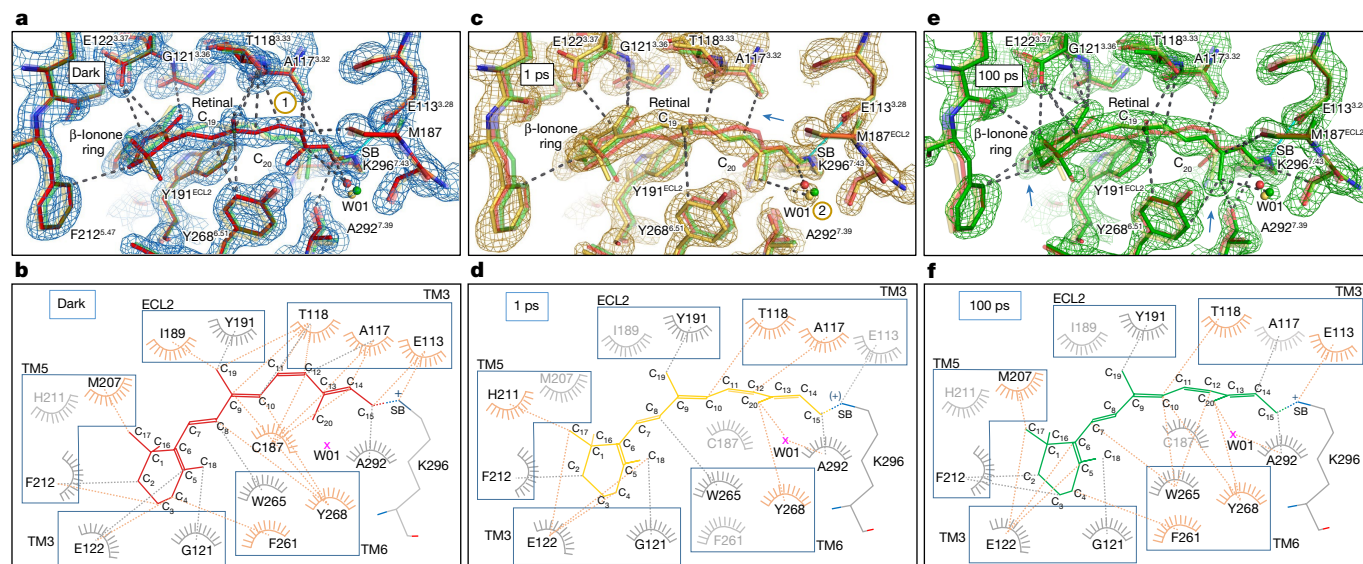 a
E122 3.37
G121 3.36
T118 3.33
A117 3.32
Dark
1
E113 3.28
Retinal
C19
β-Ionone
ring
M187
SB
K296 7.43
C20
Y191 ECL2
W01
F212 5.47
Y268 6.51
A292 7.39
c
E122 3.37
G121 3.36
T118 3.33
A117 3.32
1 ps
E113 3.28
Retinal
C19
β-Ionone
ring
M187 ECL2
SB
K296 7.43
C20
Y191 ECL2
W01
2
Y268 6.51
A292 7.39
e
E122 3.37
G121 3.36
T118 3.33
A117 3.32
100 ps
E113 3.28
Retinal
C19
β-Ionone
ring
M187 ECL2
SB
K296 7.43
C20
Y191 ECL2
W01
Y268 6.51
A292 7.39
b
Dark
ECL2
TM3
I189
Y191
T118
A117
E113
TM5
M207
H211
C19
C11
C12
C13
C14
C9
C10
C7
C8
C20
C15
+
SB
C17
C16
C6
C18
C1
C5
C2
C4
C3
C187
x
W01
A292
K296
F212
W265
Y268
TM3
E122
G121
F261
TM6
d
1 ps
ECL2
TM3
I189
Y191
T118
A117
E113
TM5
M207
H211
C19
C11
C12
C13
C14
C9
C10
C20
C8
C7
C15
(+)
SB
C17
C16
C6
C18
C1
C5
C2
C4
C3
C187
x
W01
A292
K296
F212
W265
Y268
TM3
E122
G121
F261
TM6
f
100 ps
ECL2
TM3
I189
Y191
T118
A117
E113
TM5
M207
H211
C19
C11
C12
C13
C14
C9
C10
C20
C8
C7
C15
+
SB
C17
C16
C6
C18
C1
C5
C2
C4
C3
C187
x
W01
A292
K296
F212
W265
Y268
TM3
E122
G121
F261
TM6